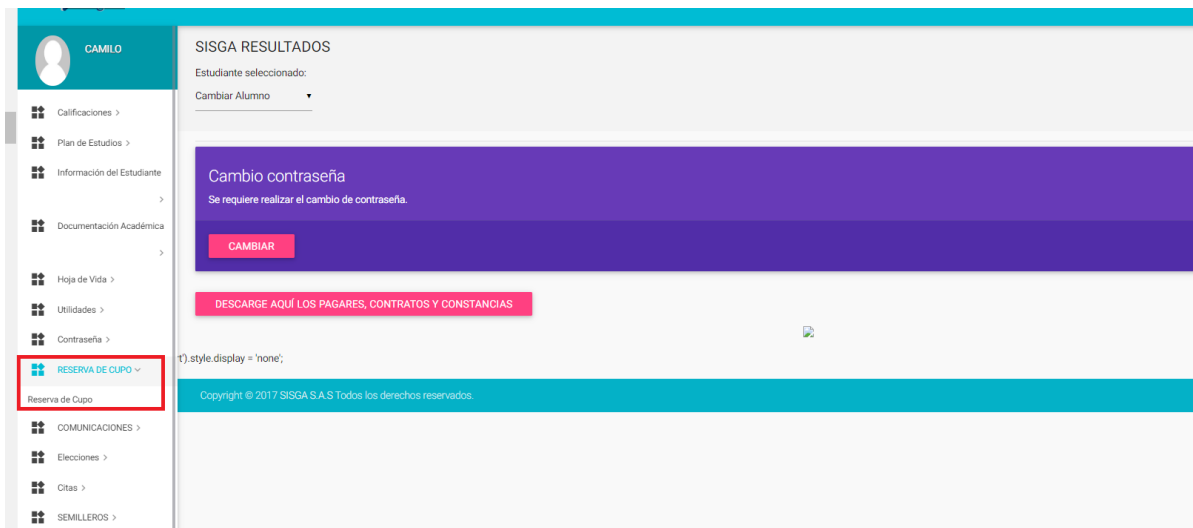 CAMILO
Calificaciones >
Plan de Estudios >
Información del Estudiante
>
Documentación Académica
>
Hoja de Vida >
Utilidades >
Contraseña >
RESERVA DE CUPO
Reserva de Cupo
COMUNICACIONES >
Elecciones >
Citas >
SEMILLEROS >
SISGA RESULTADOS
Estudiante seleccionado:
Cambiar Alumno
Cambio contraseña
Se requiere realizar el cambio de contraseña.
CAMBIAR
DESCARGE AQUÍ LOS PAGARES, CONTRATOS Y CONSTANCIAS
').style.display = 'none';
Copyright © 2017 SISGA S.A.S Todos los derechos reservados.